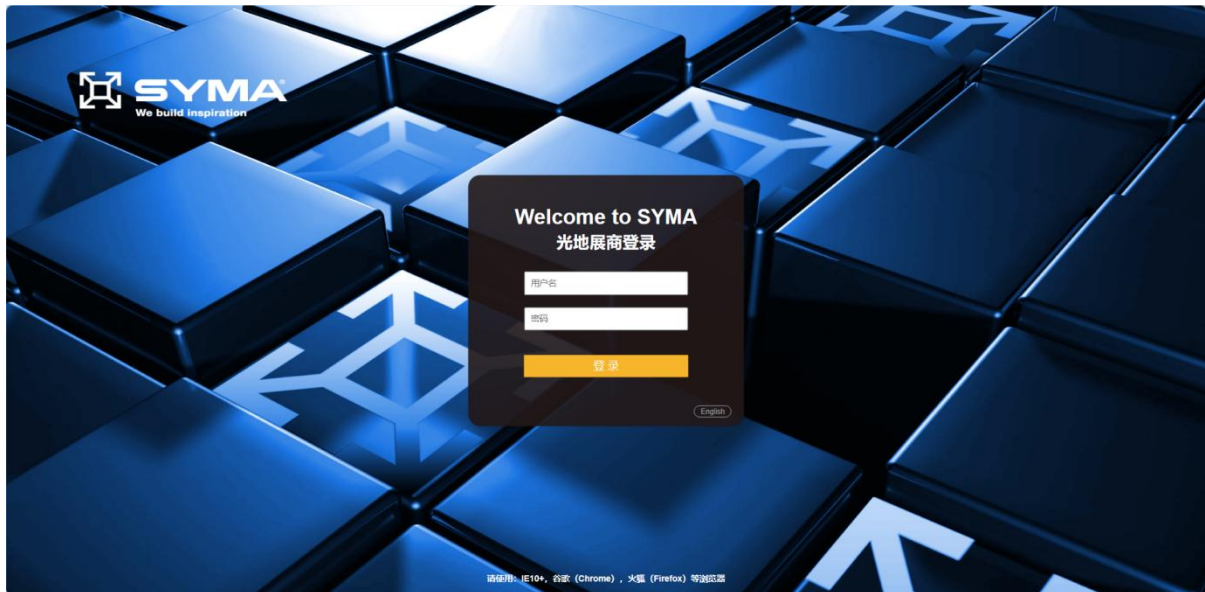 SYMA®
We build inspiration
Welcome to SYMA
光地展商登录
用户名
密码
登 录
English
请使用：IE10+，谷歌（Chrome），火狐（Firefox）等浏览器